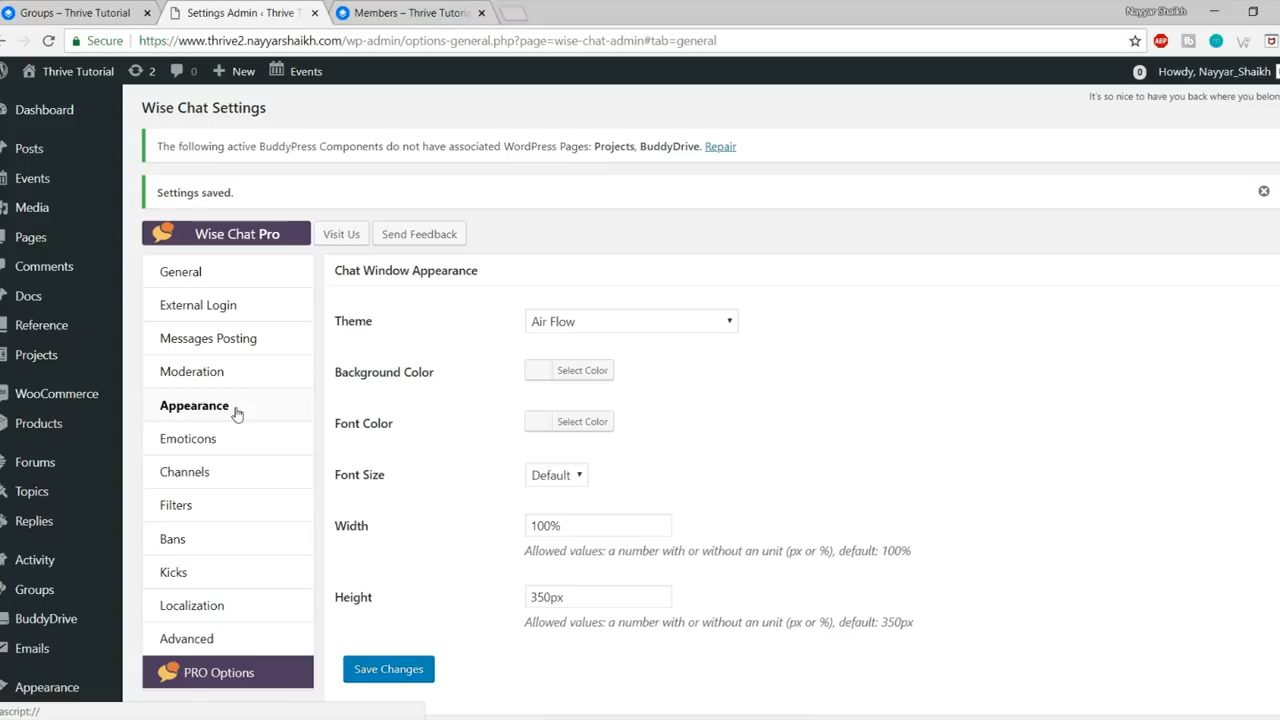 Groups – Thrive Tutorial
Settings Admin ‹ Thrive T
Members – Thrive Tutoria
Nayyar Shaikh
Secure
https://www.thrive2.nayyarshaikh.com/wp-admin/options-general.php?page=wise-chat-admin#tab=general
ABP
Thrive Tutorial
2
0
New
Events
0
Howdy, Nayyar_Shaikh
It's so nice to have you back where you belon
Dashboard
Posts
Events
Media
Pages
Comments
Docs
Reference
Projects
WooCommerce
Products
Forums
Topics
Replies
Activity
Groups
BuddyDrive
Emails
Appearance
Wise Chat Settings
The following active BuddyPress Components do not have associated WordPress Pages: Projects, BuddyDrive. Repair
Settings saved.
Wise Chat Pro
Visit Us
Send Feedback
General
External Login
Messages Posting
Moderation
Appearance
Emoticons
Channels
Filters
Bans
Kicks
Localization
Advanced
PRO Options
Chat Window Appearance
Theme
Air Flow
Background Color
Select Color
Font Color
Select Color
Font Size
Default
Width
100%
Allowed values: a number with or without an unit (px or %), default: 100%
Height
350px
Allowed values: a number with or without an unit (px or %), default: 350px
Save Changes
ascript://